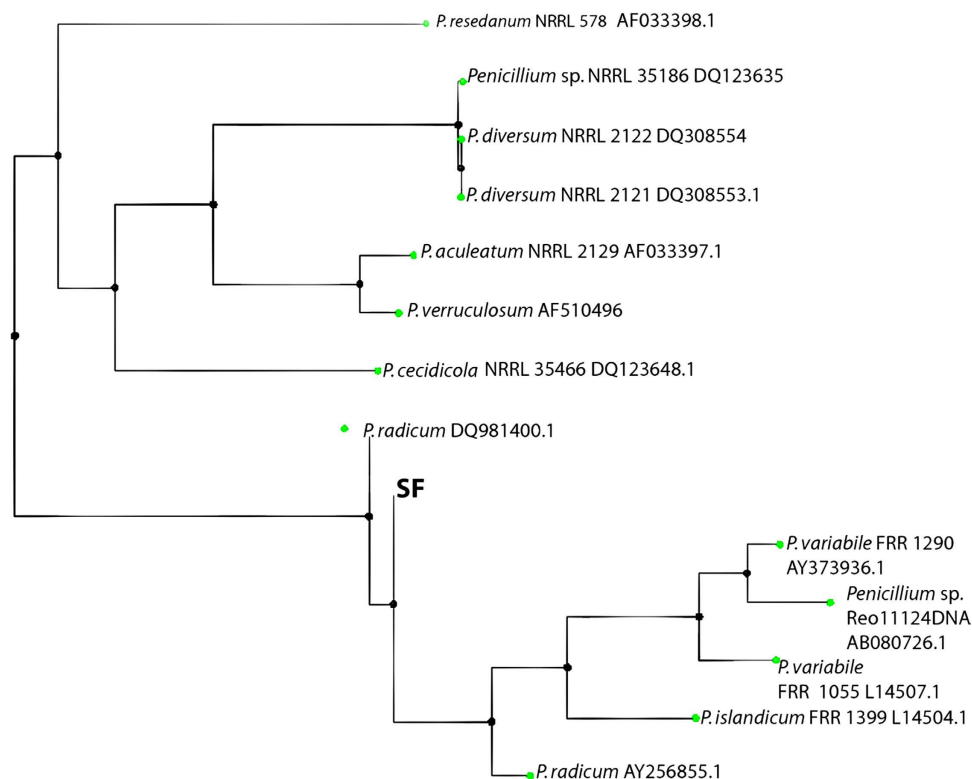 P. resedanum NRRL 578 AF033398.1
Penicillium sp. NRRL 35186 DQ123635
P. diversum NRRL 2122 DQ308554
P. diversum NRRL 2121 DQ308553.1
P. aculeatum NRRL 2129 AF033397.1
P. verruculosum AF510496
P. cecidicola NRRL 35466 DQ123648.1
P. radicum DQ981400.1
SF
P. variabile FRR 1290
AY373936.1
Penicillium sp.
Reo11124DNA
AB080726.1
P. variabile
FRR 1055 L14507.1
P. islandicum FRR 1399 L14504.1
P. radicum AY256855.1